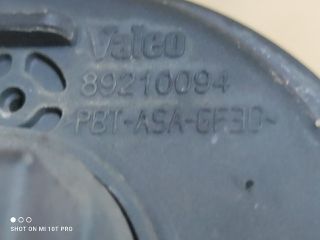 Valeo
89210094
PBT-ASA-GF30-
SHOT ON MI 10T PRO